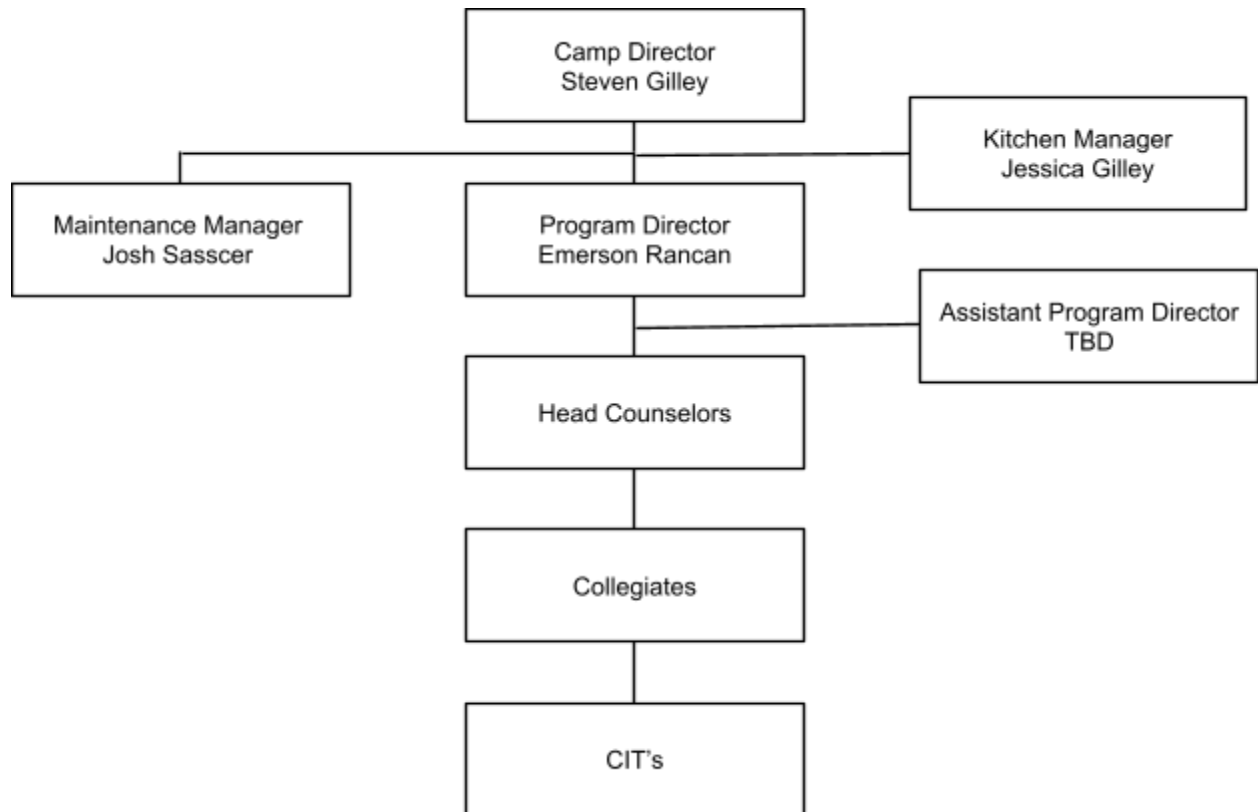 Camp Director
Steven Gilley
Kitchen Manager
Jessica Gilley
Maintenance Manager
Josh Sasscer
Program Director
Emerson Rancan
Assistant Program Director
TBD
Head Counselors
Collegiates
CIT's